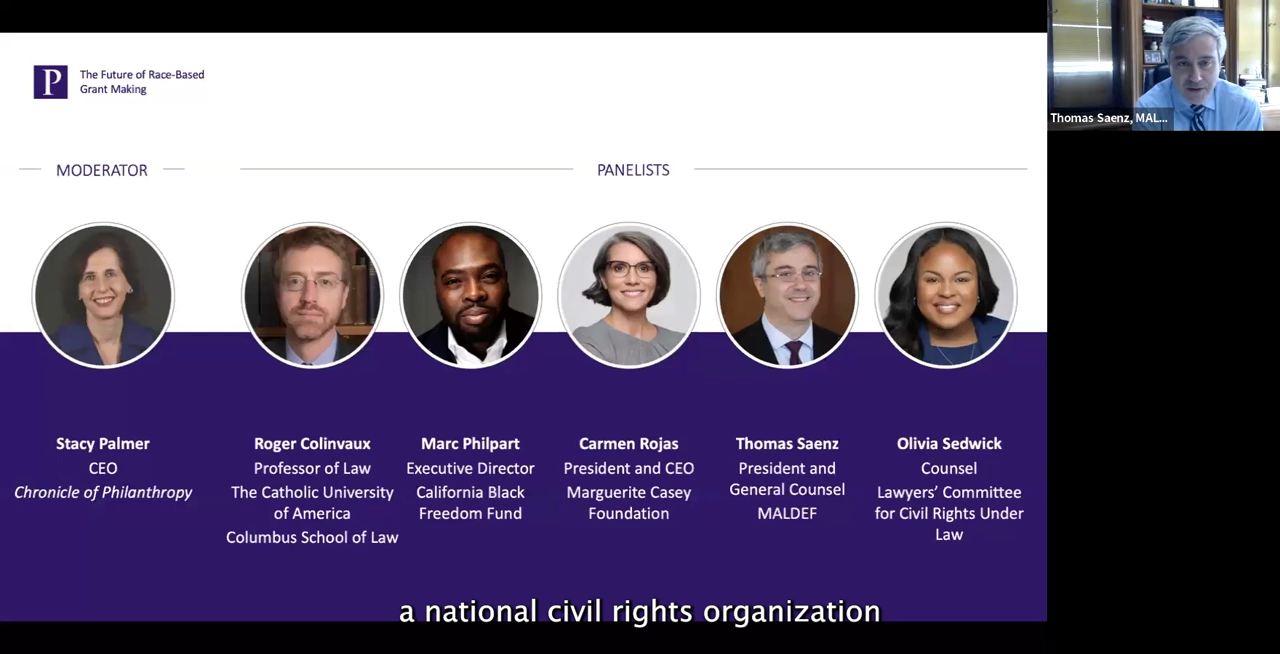 P
The Future of Race-Based
Grant Making
MODERATOR
PANELISTS
Stacy Palmer
CEO
Chronicle of Philanthropy
Roger Colinvaux
Professor of Law
The Catholic University
of America
Columbus School of Law
Marc Philpart
Executive Director
California Black
Freedom Fund
Carmen Rojas
President and CEO
Marguerite Casey
Foundation
Thomas Saenz
President and
General Counsel
MALDEF
Olivia Sedwick
Counsel
Lawyers’ Committee
for Civil Rights Under
Law
a national civil rights organization
Thomas Saenz, MAL...